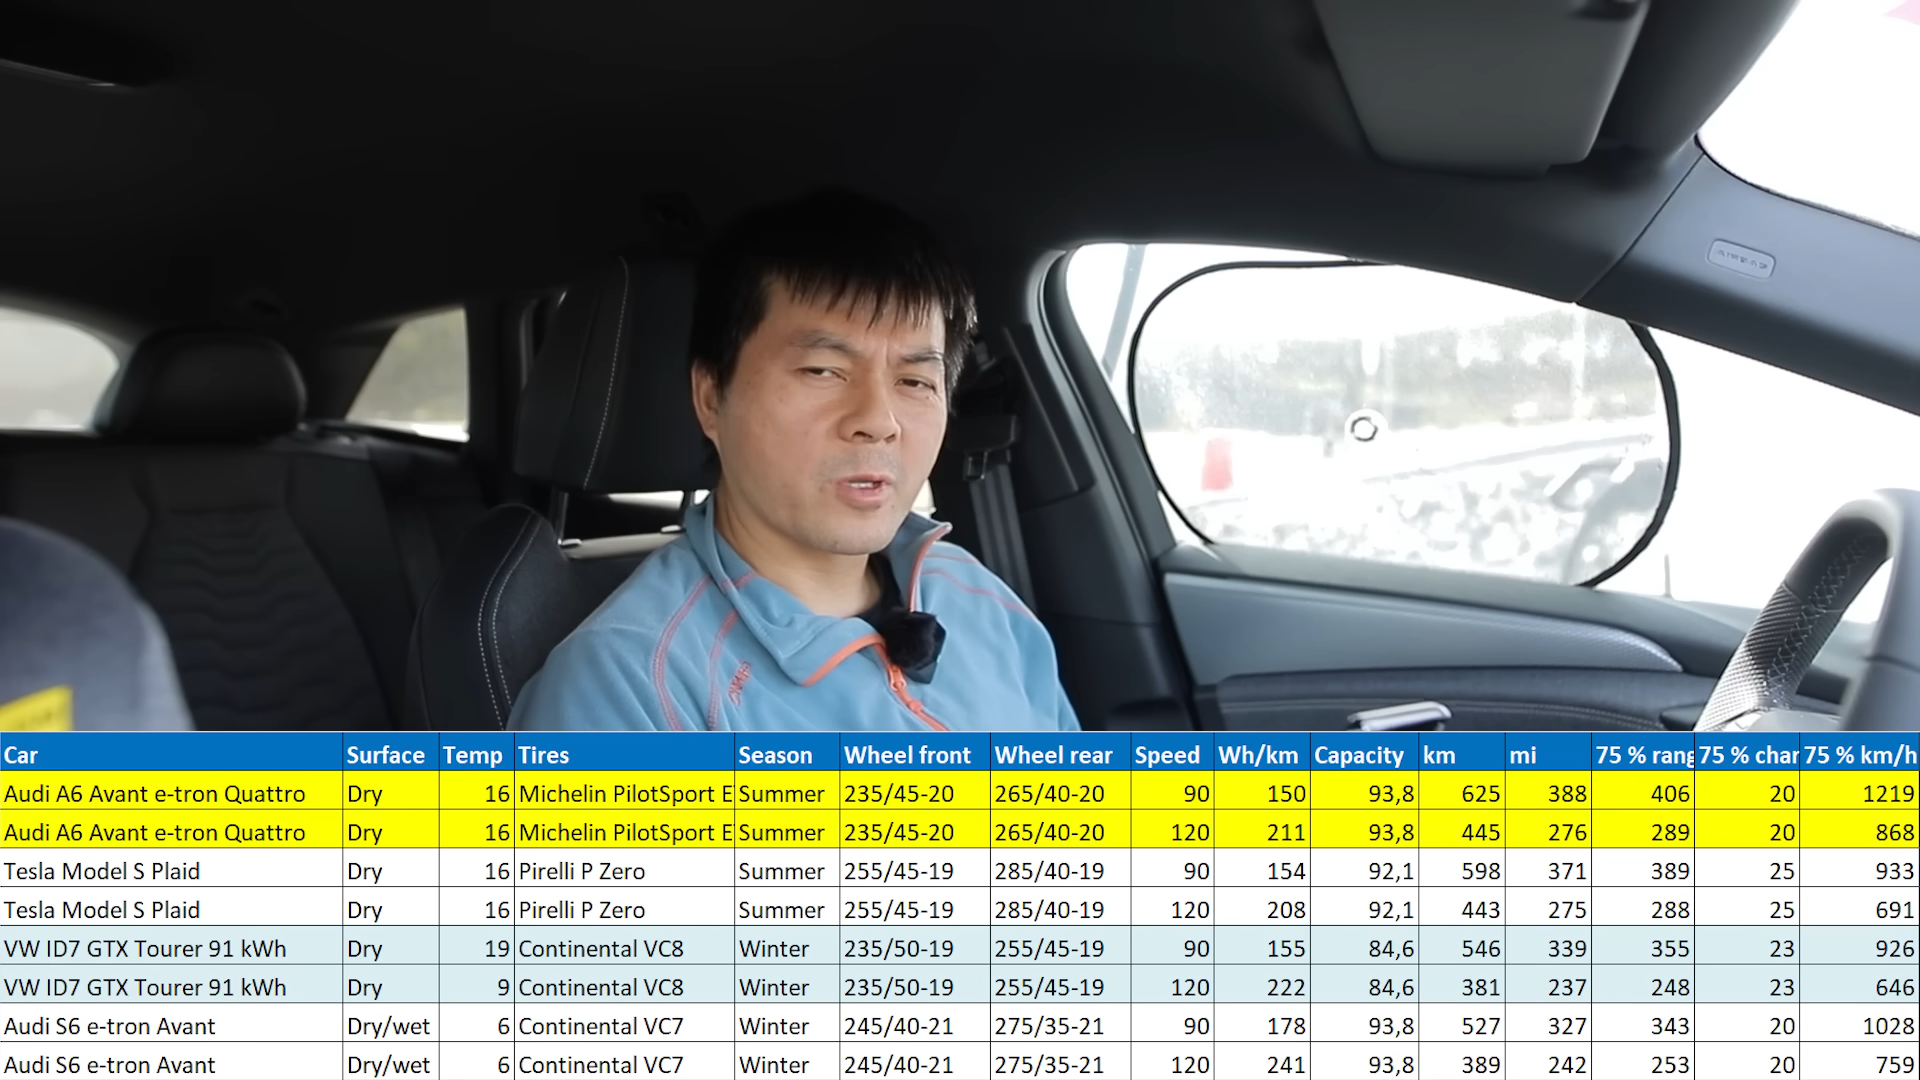 AIRBAG
Car Surface Temp Tires Season Wheel front Wheel rear Speed Wh/km Capacity km mi 75 % rang 75 % char 75 % km/h
Audi A6 Avant e-tron Quattro Dry 16 Michelin PilotSport E Summer 235/45-20 265/40-20 90 150 93,8 625 388 406 20 1219
Audi A6 Avant e-tron Quattro Dry 16 Michelin PilotSport E Summer 235/45-20 265/40-20 120 211 93,8 445 276 289 20 868
Tesla Model S Plaid Dry 16 Pirelli P Zero Summer 255/45-19 285/40-19 90 154 92,1 598 371 389 25 933
Tesla Model S Plaid Dry 16 Pirelli P Zero Summer 255/45-19 285/40-19 120 208 92,1 443 275 288 25 691
VW ID7 GTX Tourer 91 kWh Dry 19 Continental VC8 Winter 235/50-19 255/45-19 90 155 84,6 546 339 355 23 926
VW ID7 GTX Tourer 91 kWh Dry 9 Continental VC8 Winter 235/50-19 255/45-19 120 222 84,6 381 237 248 23 646
Audi S6 e-tron Avant Dry/wet 6 Continental VC7 Winter 245/40-21 275/35-21 90 178 93,8 527 327 343 20 1028
Audi S6 e-tron Avant Dry/wet 6 Continental VC7 Winter 245/40-21 275/35-21 120 241 93,8 389 242 253 20 759